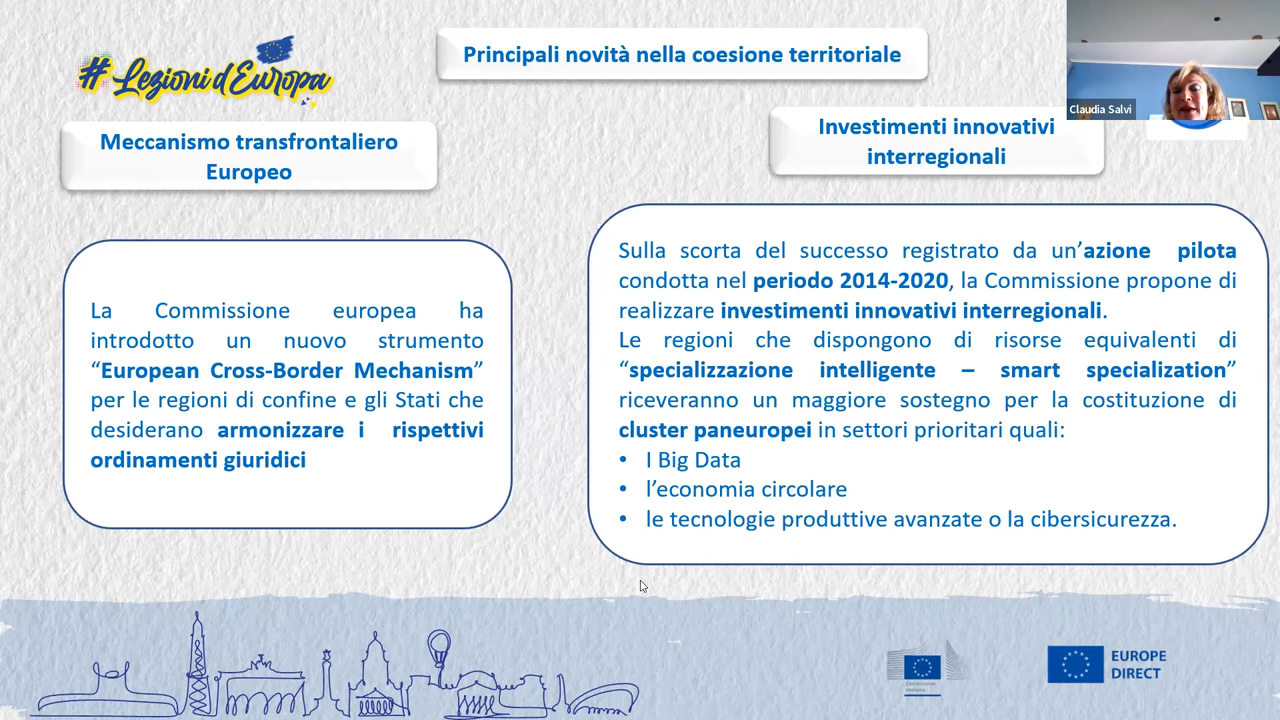 Principali novità nella coesione territoriale
#LezionidEuropa
Claudia Salvi
Meccanismo transfrontaliero
Europeo
Investimenti innovativi
interregionali
La Commissione europea ha
introdotto un nuovo strumento
“European Cross-Border Mechanism”
per le regioni di confine e gli Stati che
desiderano armonizzare i rispettivi
ordinamenti giuridici
Sulla scorta del successo registrato da un’azione pilota
condotta nel periodo 2014-2020, la Commissione propone di
realizzare investimenti innovativi interregionali.
Le regioni che dispongono di risorse equivalenti di
“specializzazione intelligente – smart specialization”
riceveranno un maggiore sostegno per la costituzione di
cluster paneuropei in settori prioritari quali:
• I Big Data
• l’economia circolare
• le tecnologie produttive avanzate o la cibersicurezza.
EUROPE
DIRECT